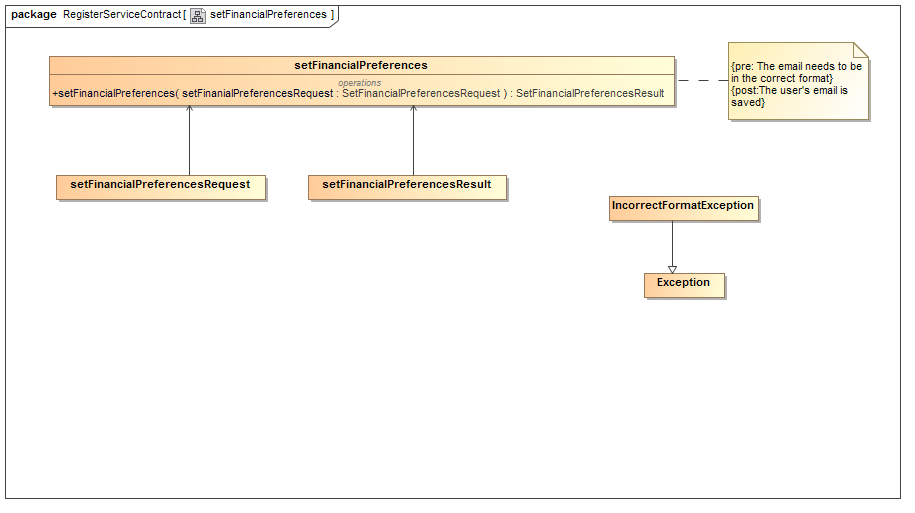 package RegisterServiceContract [ setFinancialPreferences ]
setFinancialPreferences
operations
+setFinancialPreferences( setFinanialPreferencesRequest : SetFinancialPreferencesRequest ) : SetFinancialPreferencesResult
{pre: The email needs to be
in the correct format}
{post:The user's email is
saved}
setFinancialPreferencesRequest
setFinancialPreferencesResult
IncorrectFormatException
Exception